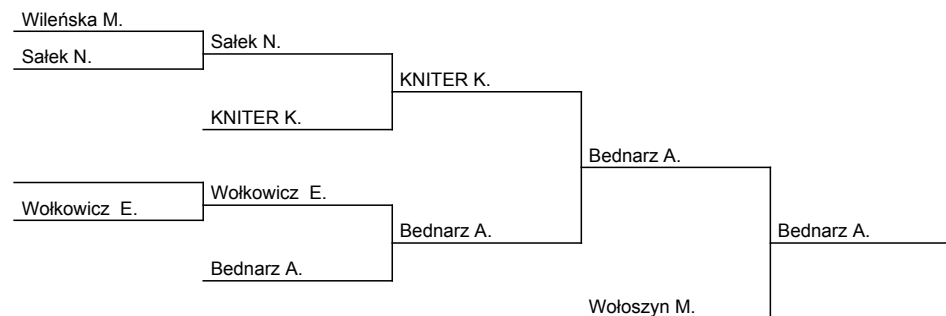 Wileńska M.
Sałek N.
Sałek N.
KNITER K.
KNITER K.
Bednarz A.
Wołkowicz  E.
Wołkowicz  E.
Bednarz A.
Bednarz A.
Bednarz A.
Wołoszyn M.